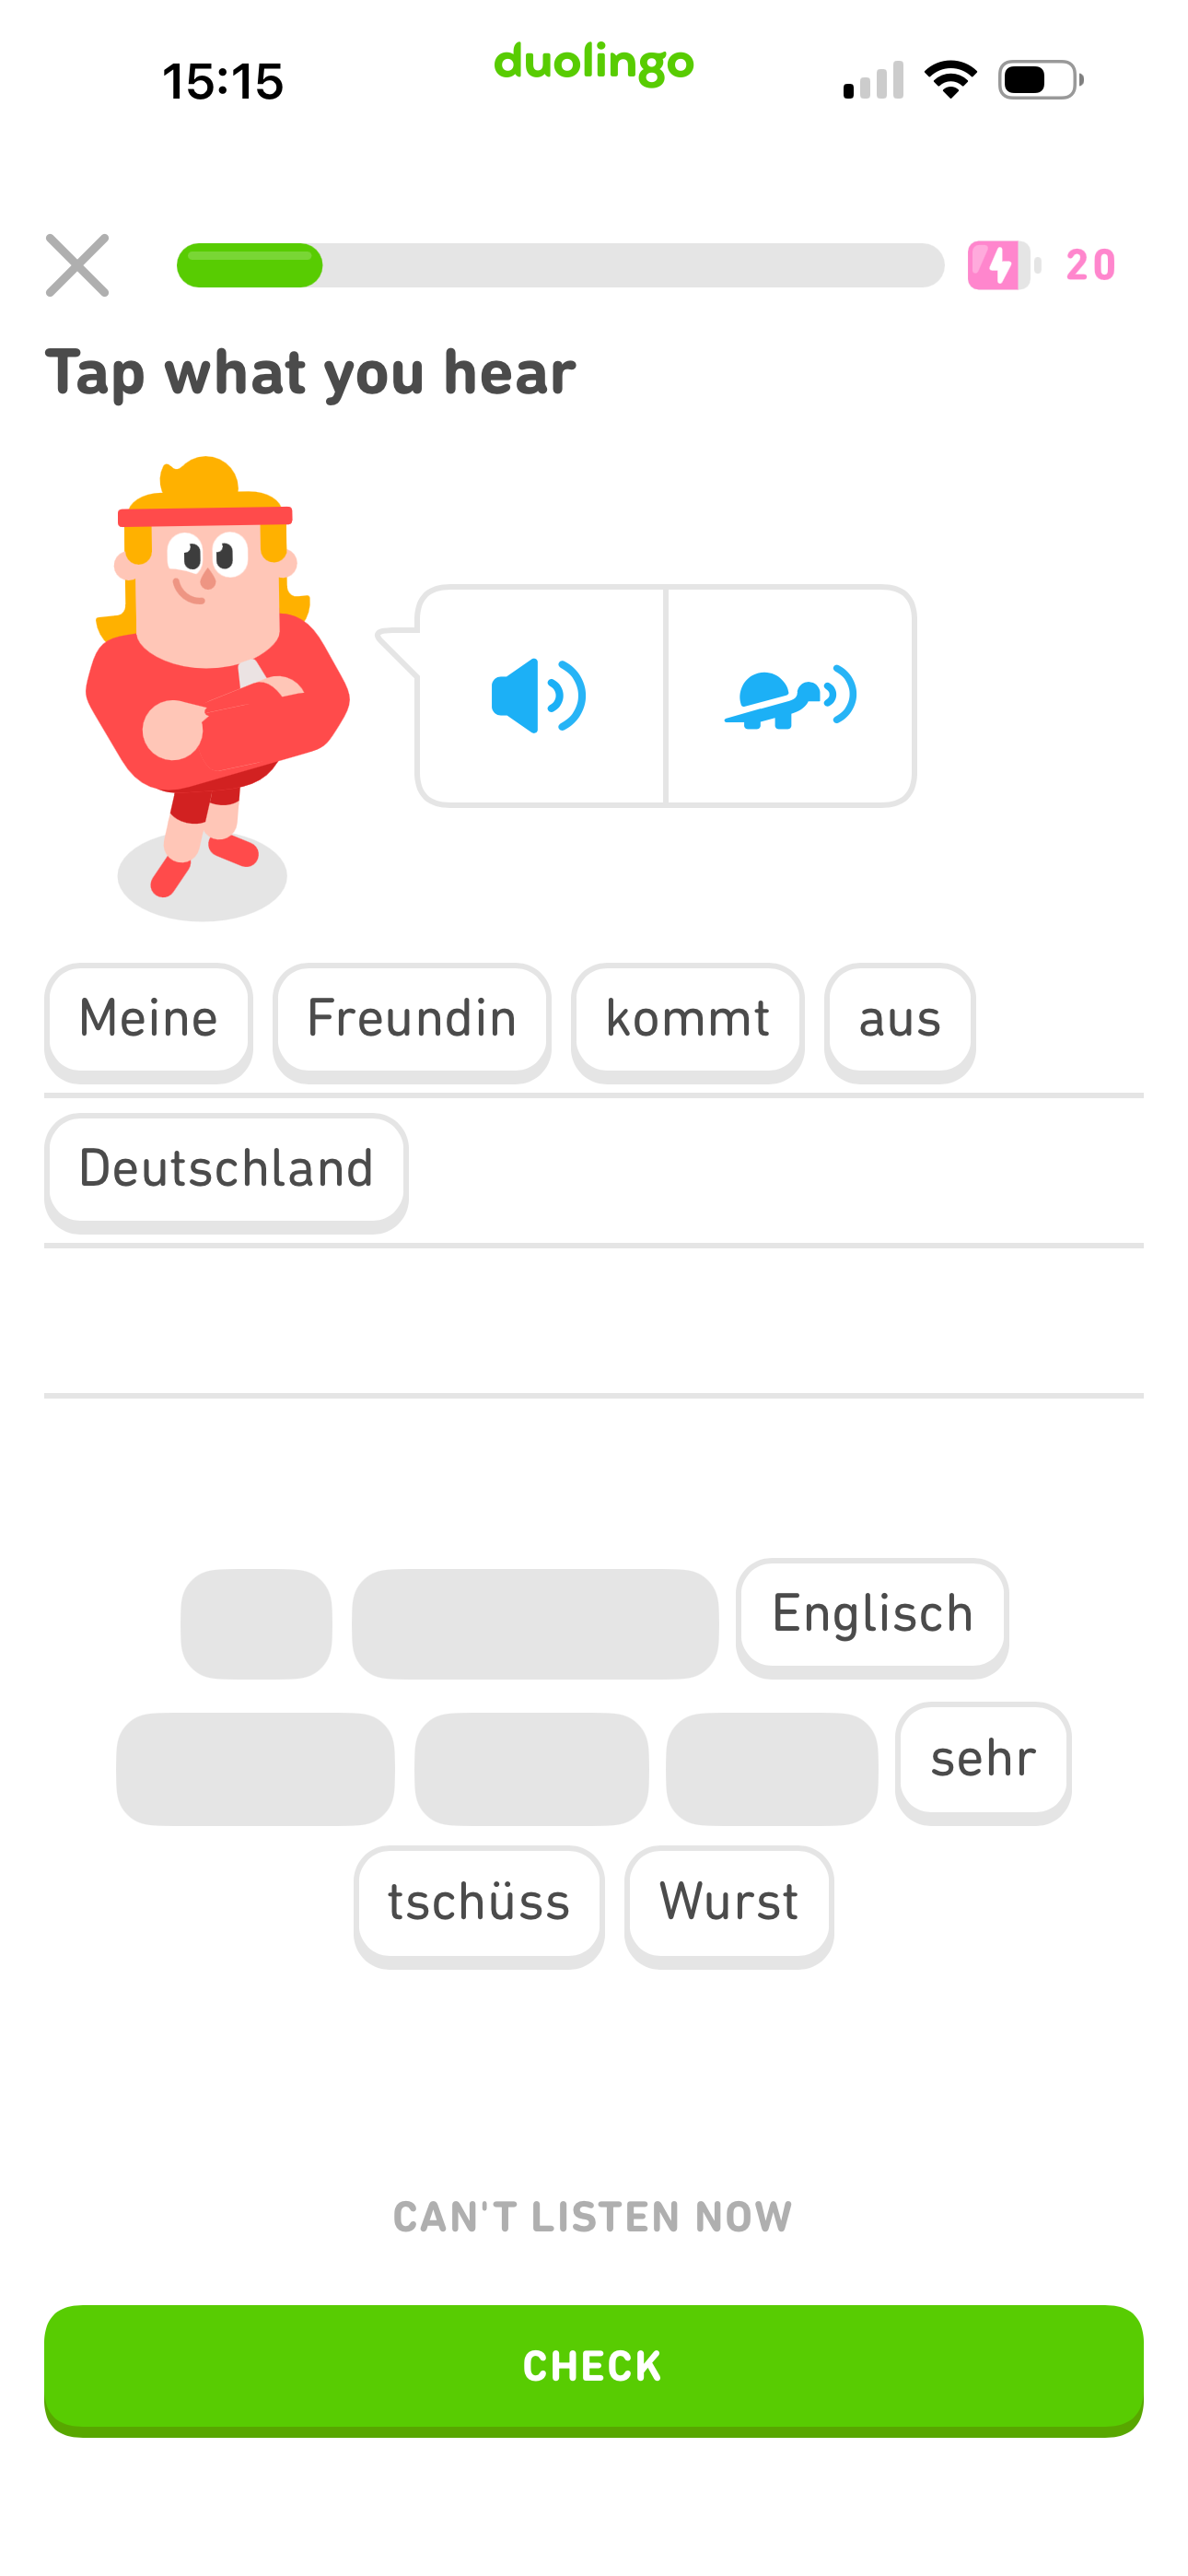 15:15
duolingo
20
Tap what you hear
Meine Freundin kommt aus
Deutschland
Englisch
sehr
tschüss Wurst
CAN'T LISTEN NOW
CHECK